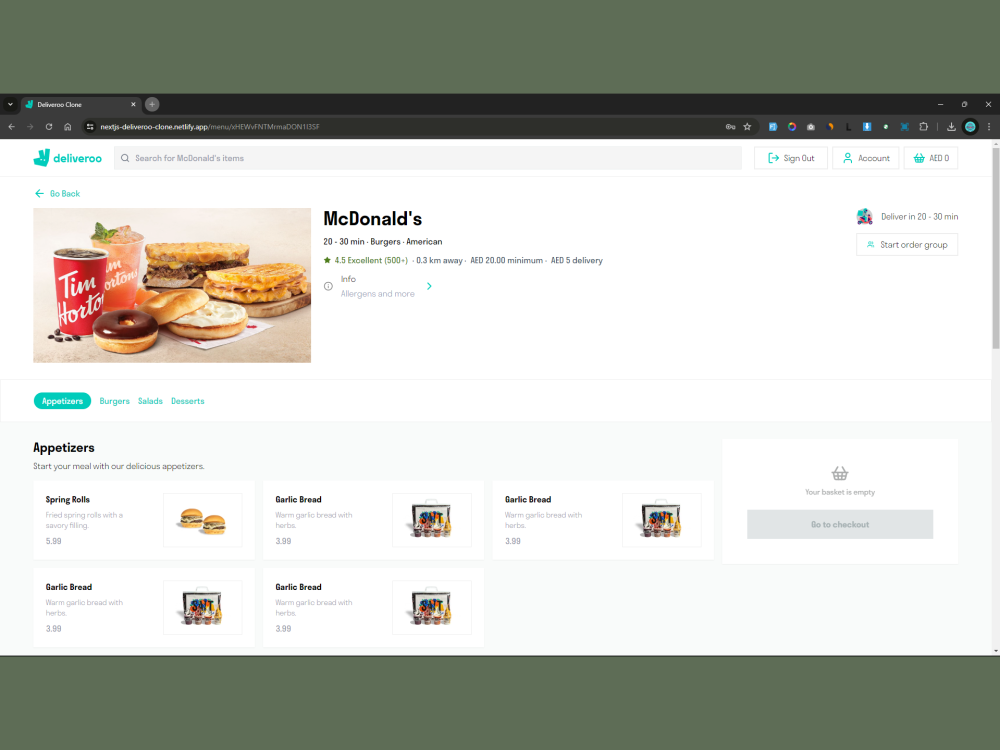 Deliveroo Clone
nextjs-deliveroo-clone.netlify.app/menu/xHEWvFNTMrmaDON1I3SF
deliveroo
Search for McDonald's items
Sign Out
Account
AED 0
Go Back
McDonald's
20 - 30 min · Burgers · American
4.5 Excellent (500+) · 0.3 km away · AED 20.00 minimum · AED 5 delivery
Info
Allergens and more
Deliver in 20 - 30 min
Start order group
Tim
Horto
im
ortons
Appetizers
Burgers
Salads
Desserts
Appetizers
Start your meal with our delicious appetizers.
Spring Rolls
Fried spring rolls with a
savory filling.
5.99
Garlic Bread
Warm garlic bread with
herbs.
3.99
Garlic Bread
Warm garlic bread with
herbs.
3.99
Your basket is empty
Go to checkout
Garlic Bread
Warm garlic bread with
herbs.
3.99
Garlic Bread
Warm garlic bread with
herbs.
3.99